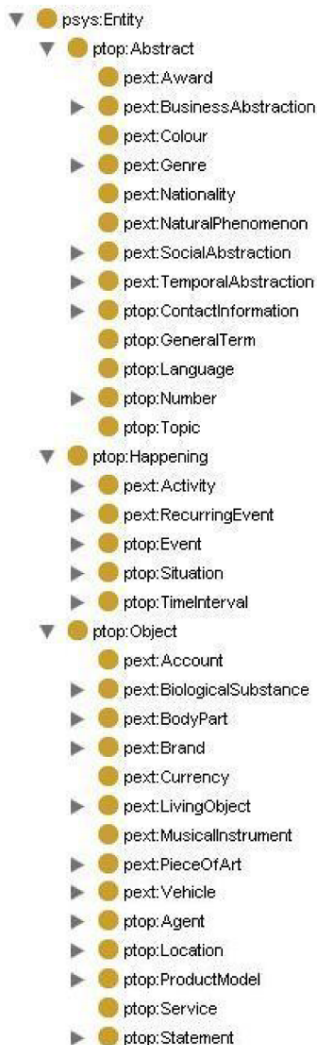 psys:Entity
ptop:Abstract
pext:Award
pext:BusinessAbstraction
pext:Colour
pext:Genre
pext:Nationality
pext:NaturalPhenomenon
pext:SocialAbstraction
pext:TemporalAbstraction
ptop:ContactInformation
ptop:GeneralTerm
ptop:Language
ptop:Number
ptop:Topic
ptop:Happening
pext:Activity
pext:RecurringEvent
ptop:Event
ptop:Situation
ptop:TimeInterval
ptop:Object
pext:Account
pext:BiologicalSubstance
pext:BodyPart
pext:Brand
pext:Currency
pext:LivingObject
pext:MusicalInstrument
pext:PieceOfArt
pext:Vehicle
ptop:Agent
ptop:Location
ptop:ProductModel
ptop:Service
ptop:Statement